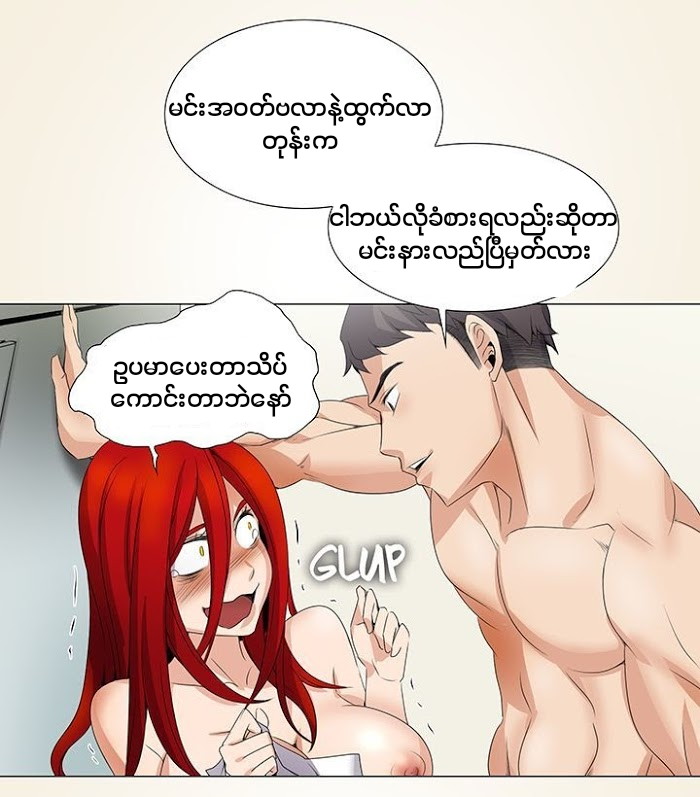 မင်းအဝတ်ဗလာနဲ့ထွက်လာ
တုန်းက
ငါဘယ်လိုခံစားရလည်းဆိုတာ
မင်းနားလည်ပြီမှတ်လား
ဥပမာပေးတာသိပ်
ကောင်းတာဘဲနော်
GLUP